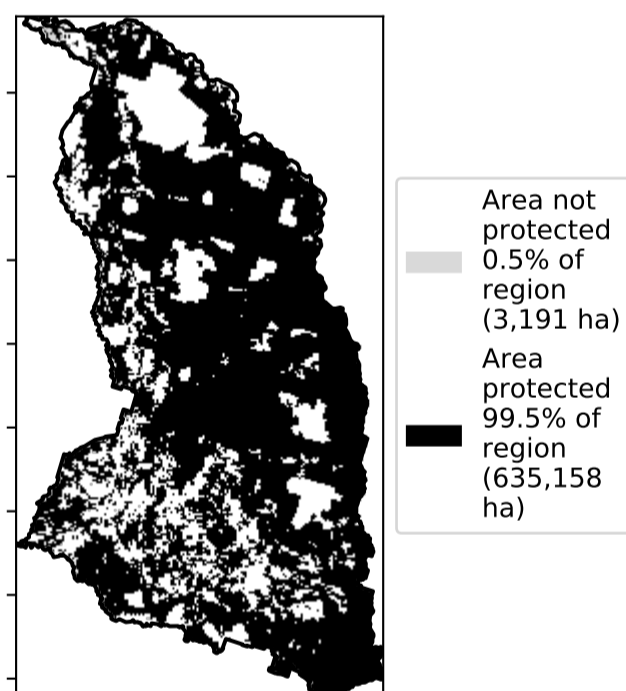 Area not
protected
0.5% of
region
(3,191 ha)
Area
protected
99.5% of
region
(635,158
ha)